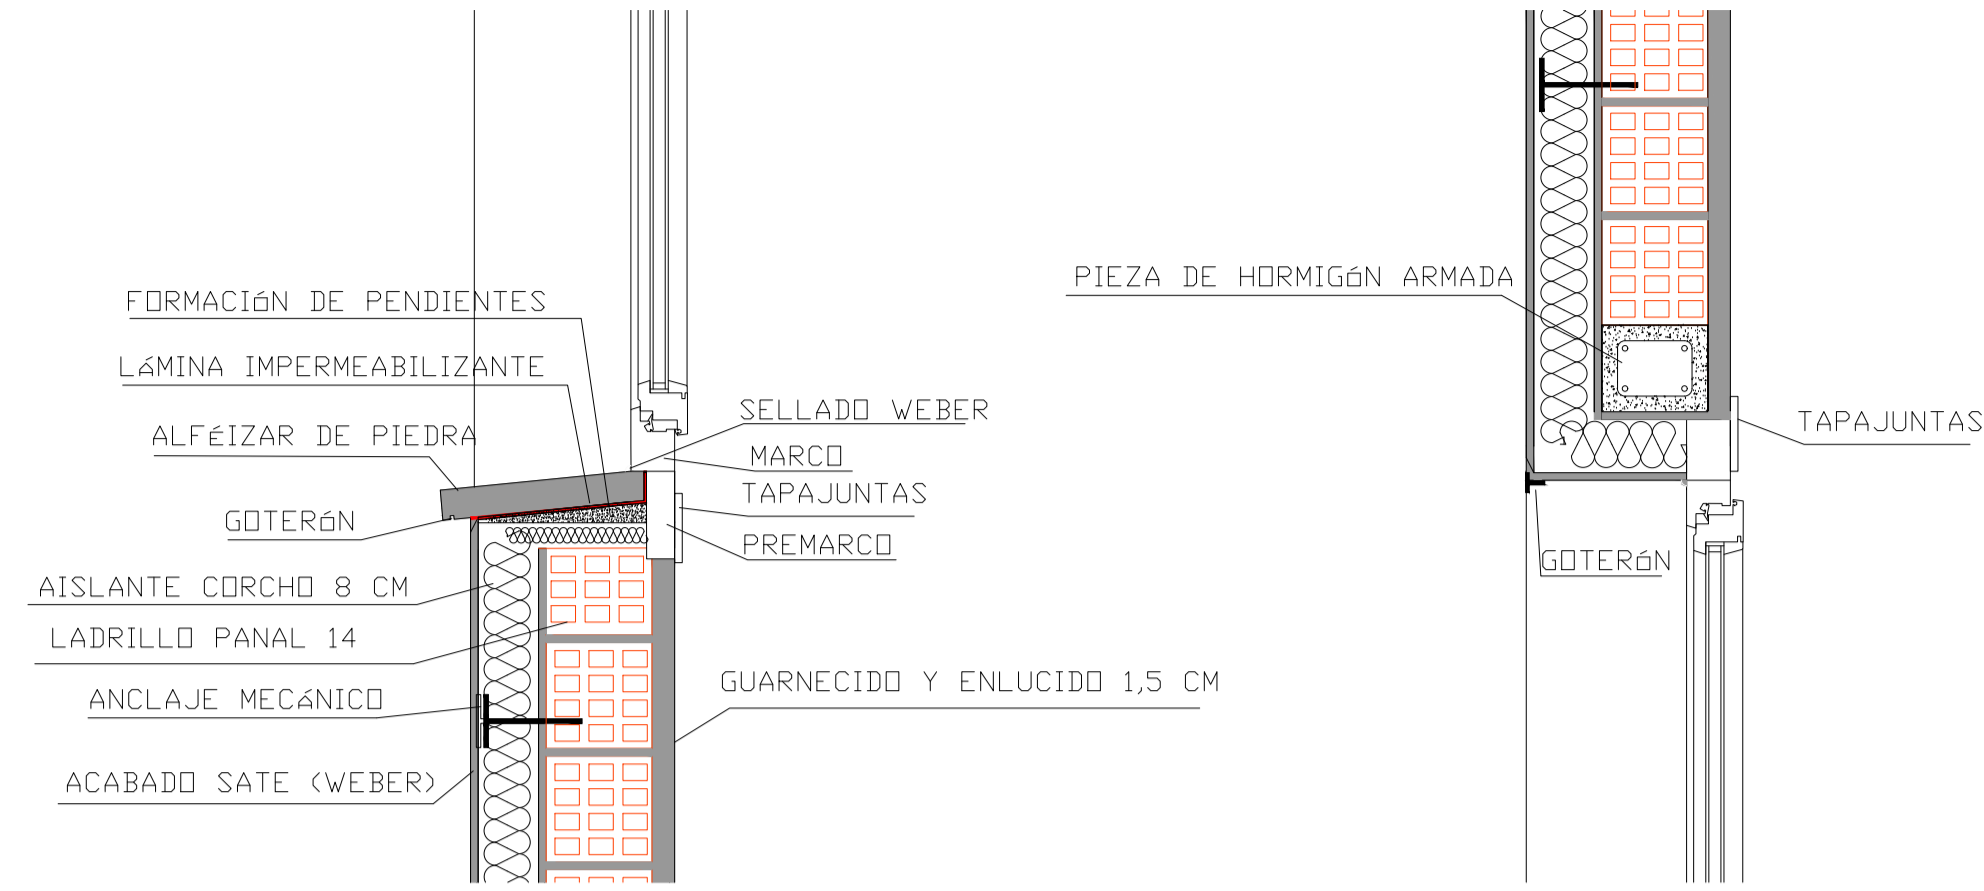 FORMACIóN DE PENDIENTES
LáMINA IMPERMEABILIZANTE
ALFéIZAR DE PIEDRA
GOTERóN
AISLANTE CORCHO 8 CM
LADRILLO PANAL 14
ANCLAJE MECáNICO
ACABADO SATE (WEBER)
SELLADO WEBER
MARCO
TAPAJUNTAS
PREMARCO
GUARNECIDO Y ENLUCIDO 1,5 CM
PIEZA DE HORMIGóN ARMADA
TAPAJUNTAS
GOTERóN